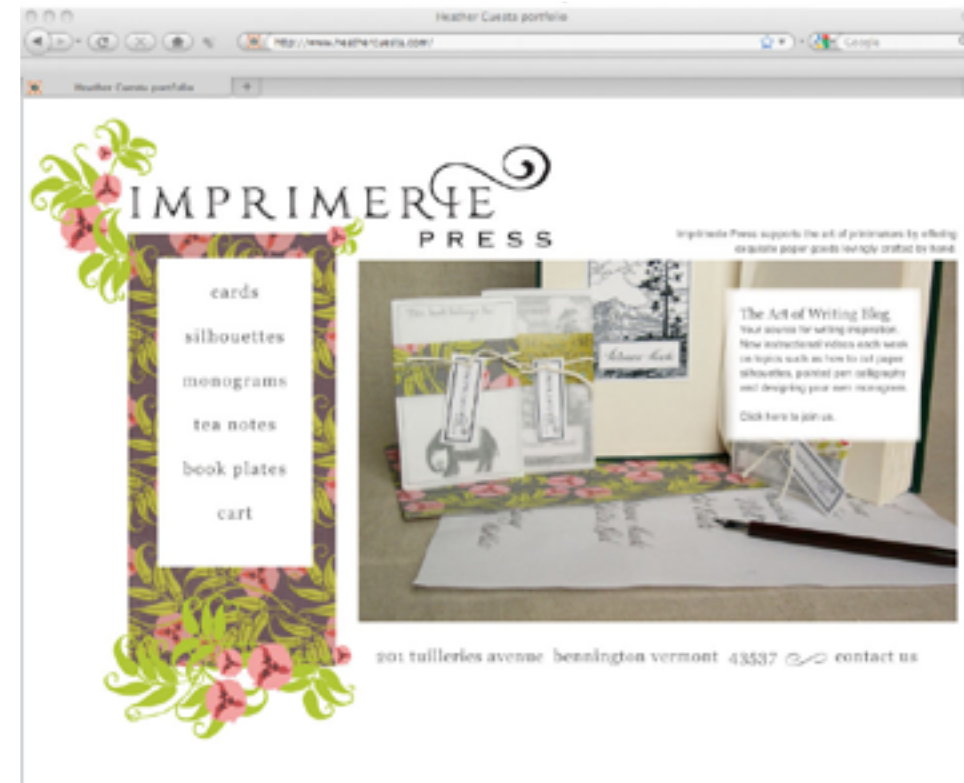 Heather Cuesta portfolio
http://www.heathercuesta.com/
Google
Heather Cuesta portfolio
IMPRIMERIE
PRESS
Imprimerie Press supports the art of printmakers by offering
exquisite paper goods lovingly crafted by hand.
cards
silhouettes
monograms
tea notes
book plates
cart
The Art of Writing Blog
Your source for writing inspiration.
New instructional videos each week
on topics such as how to cut paper
silhouettes, pointed pen calligraphy
and designing your own monogram.
Click here to join us.
201 tuilleries avenue bennington vermont 43537 contact us